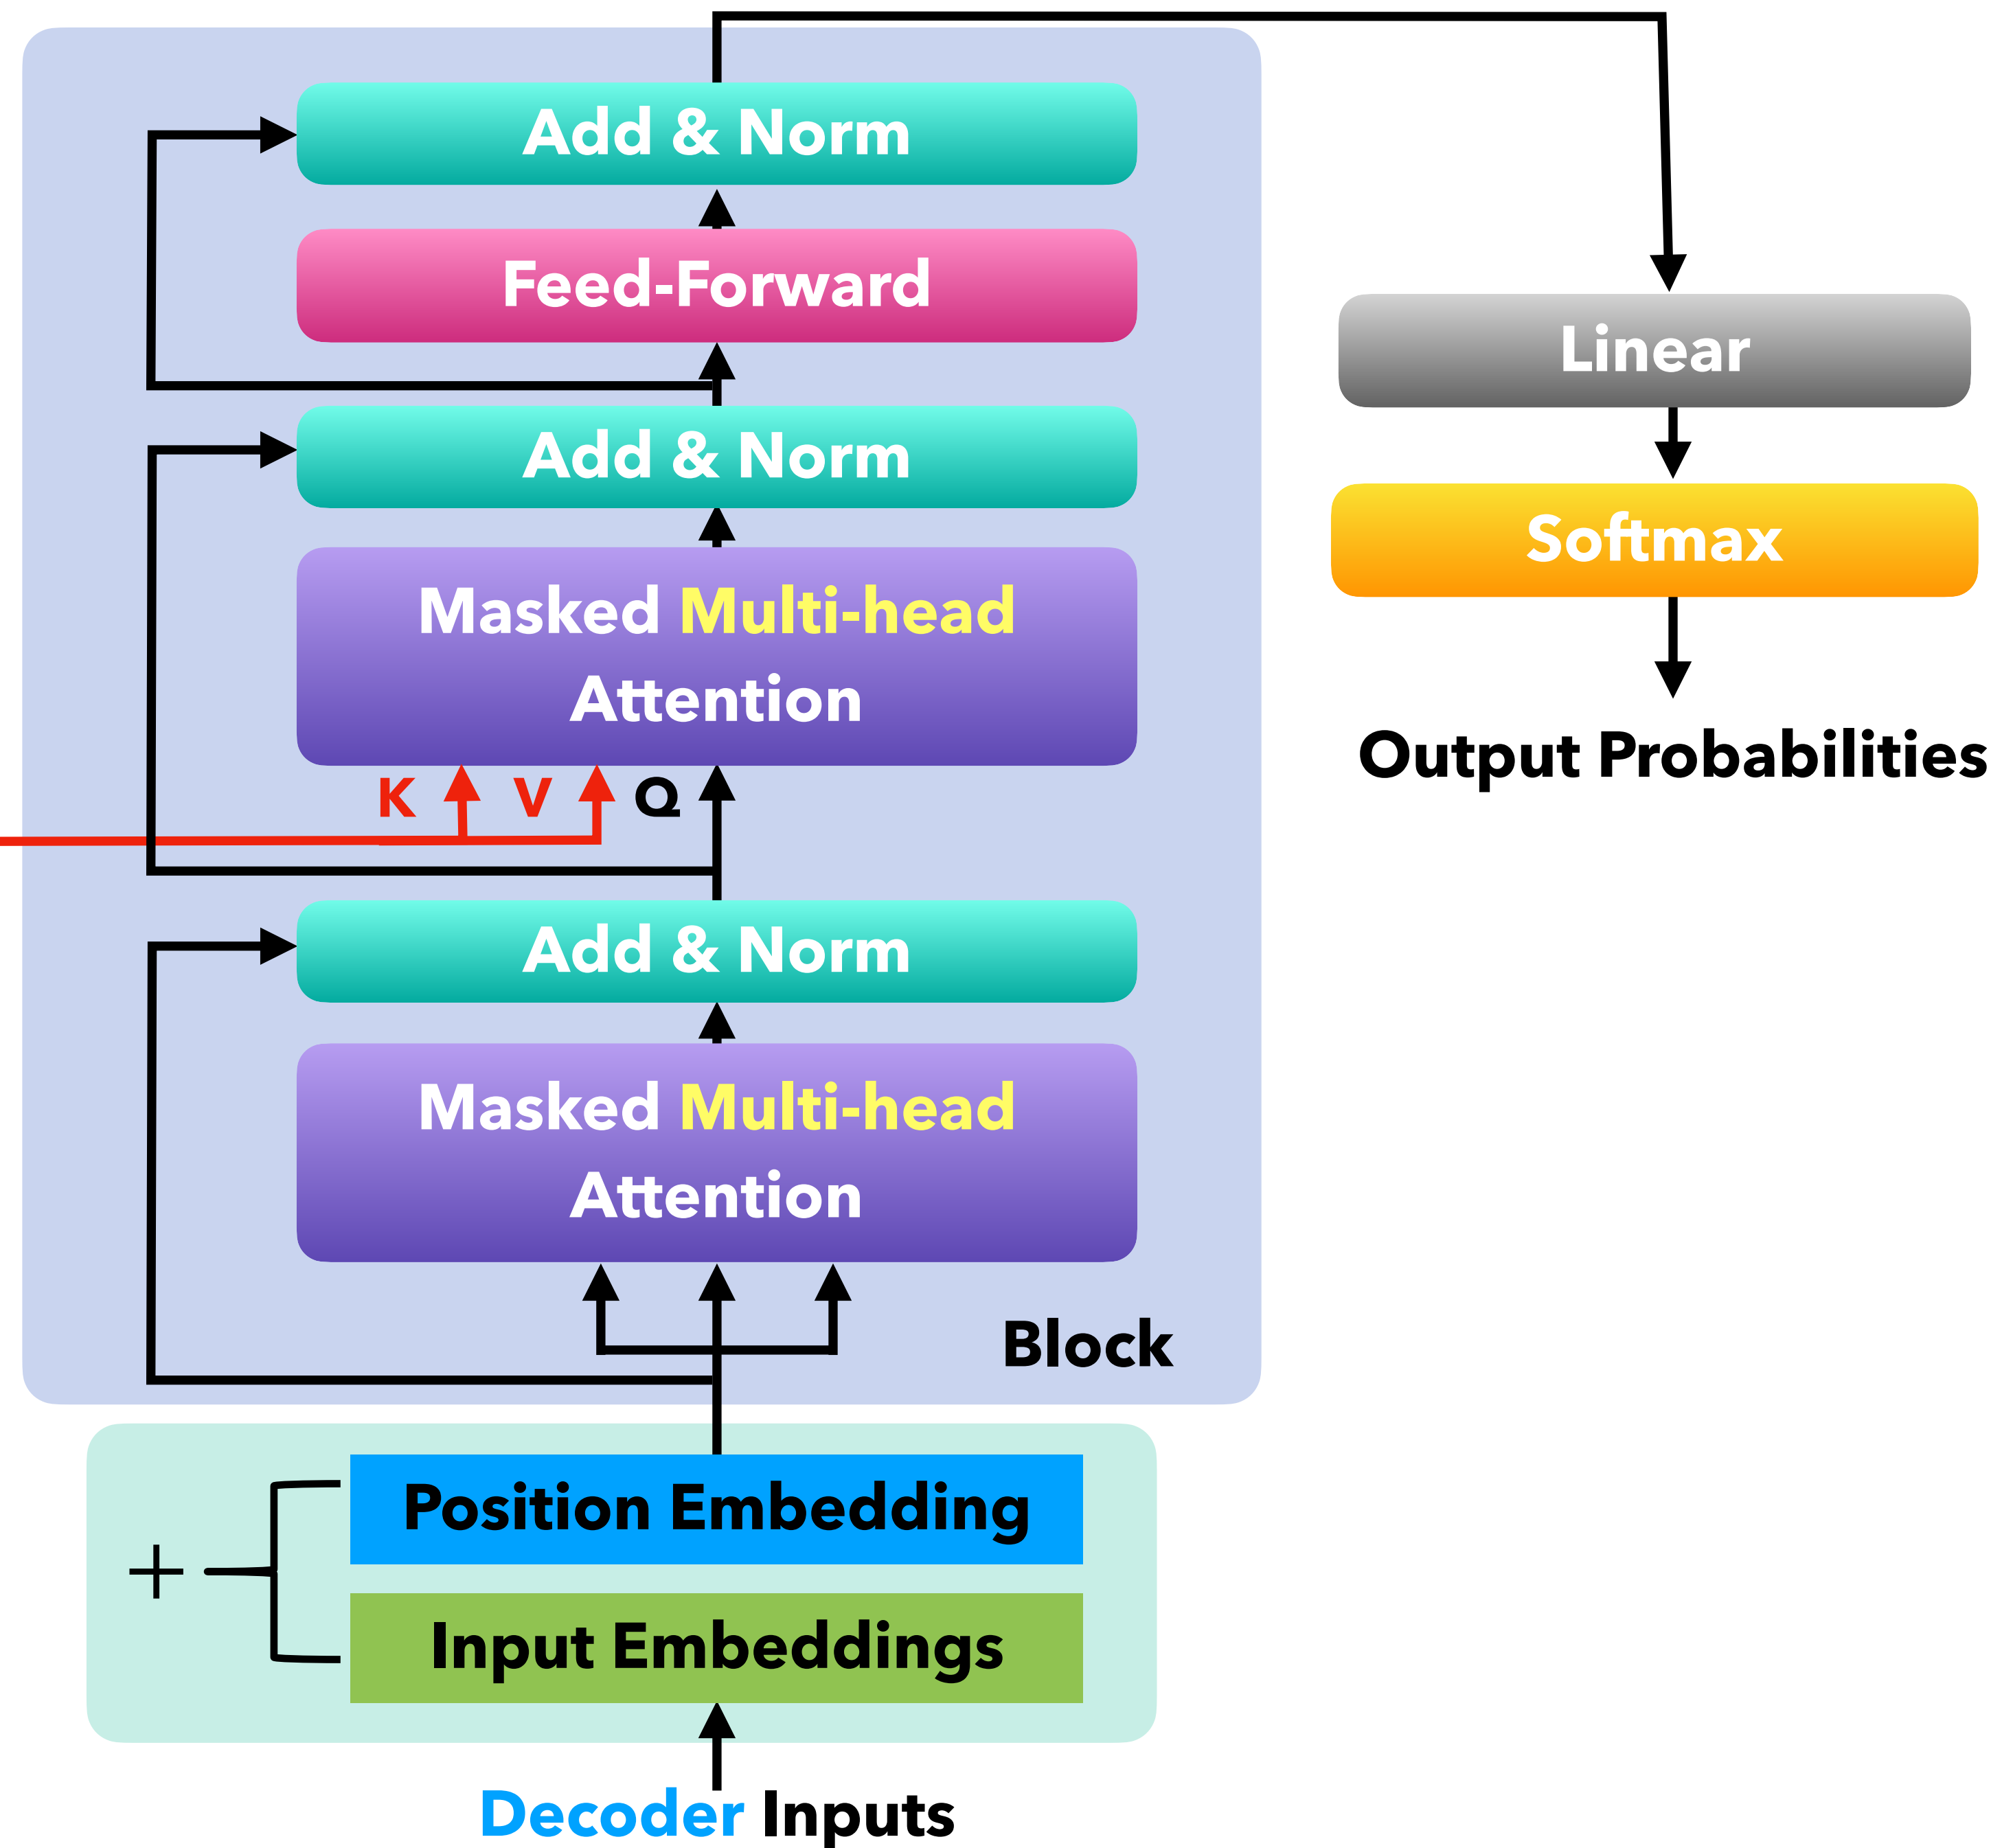 Add & Norm
Feed-Forward
Add & Norm
Masked Multi-head
Attention
K V Q
Add & Norm
Masked Multi-head
Attention
Block
Position Embedding
+
Input Embeddings
Decoder Inputs
Linear
Softmax
Output Probabilities